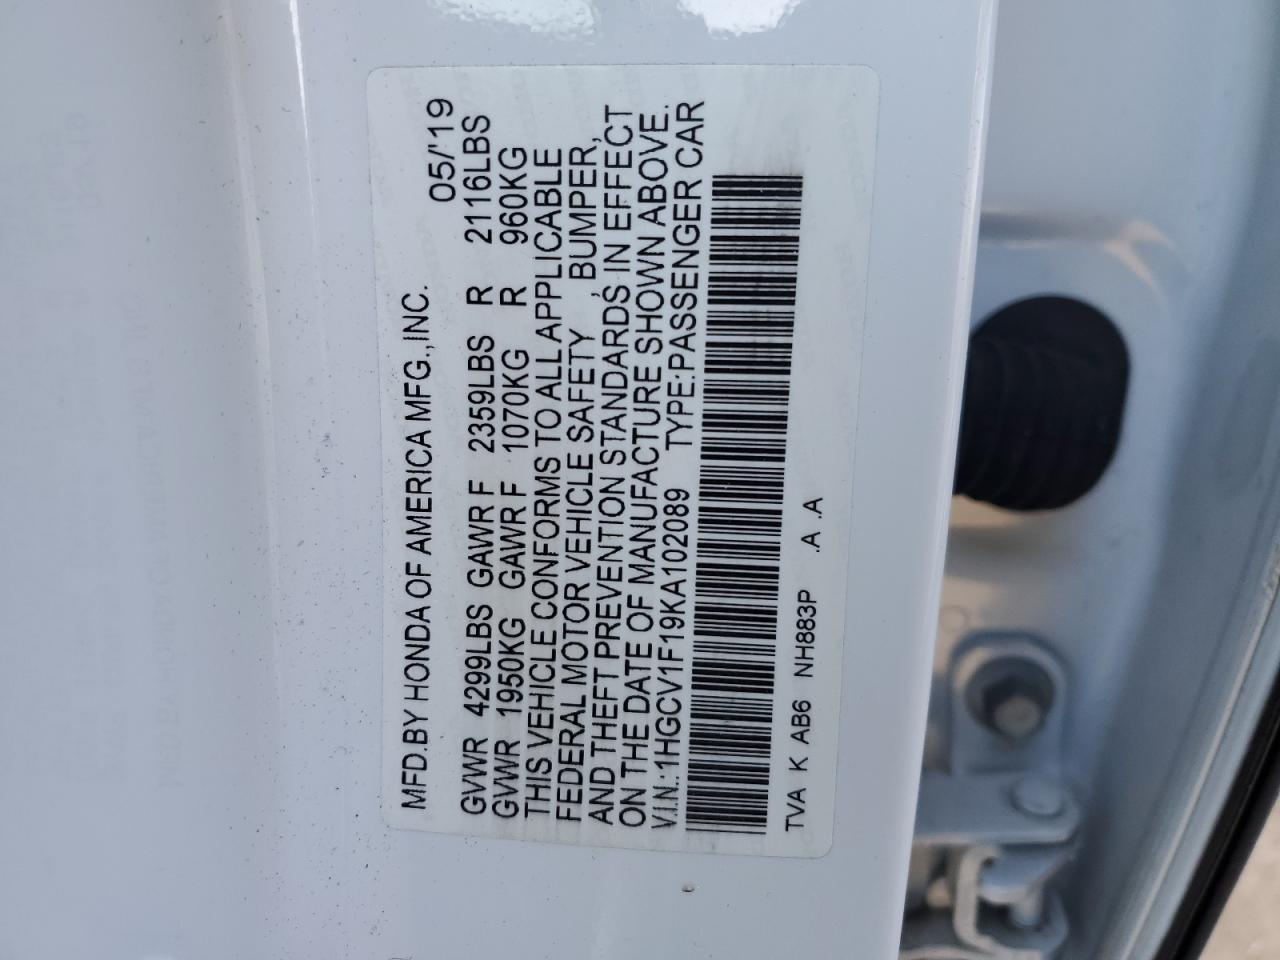 MFD.BY HONDA OF AMERICA MFG.,INC. 05/'19
GVWR 4299LBS GAWR F 2359LBS R 2116LBS
GVWR 1950KG GAWR F 1070KG R 960KG
THIS VEHICLE CONFORMS TO ALL APPLICABLE
FEDERAL MOTOR VEHICLE SAFETY, BUMPER,
AND THEFT PREVENTION STANDARDS IN EFFECT
ON THE DATE OF MANUFACTURE SHOWN ABOVE.
V.I.N.:1HGCV1F19KA102089 TYPE:PASSENGER CAR
TVA K AB6 NH883P .A .A